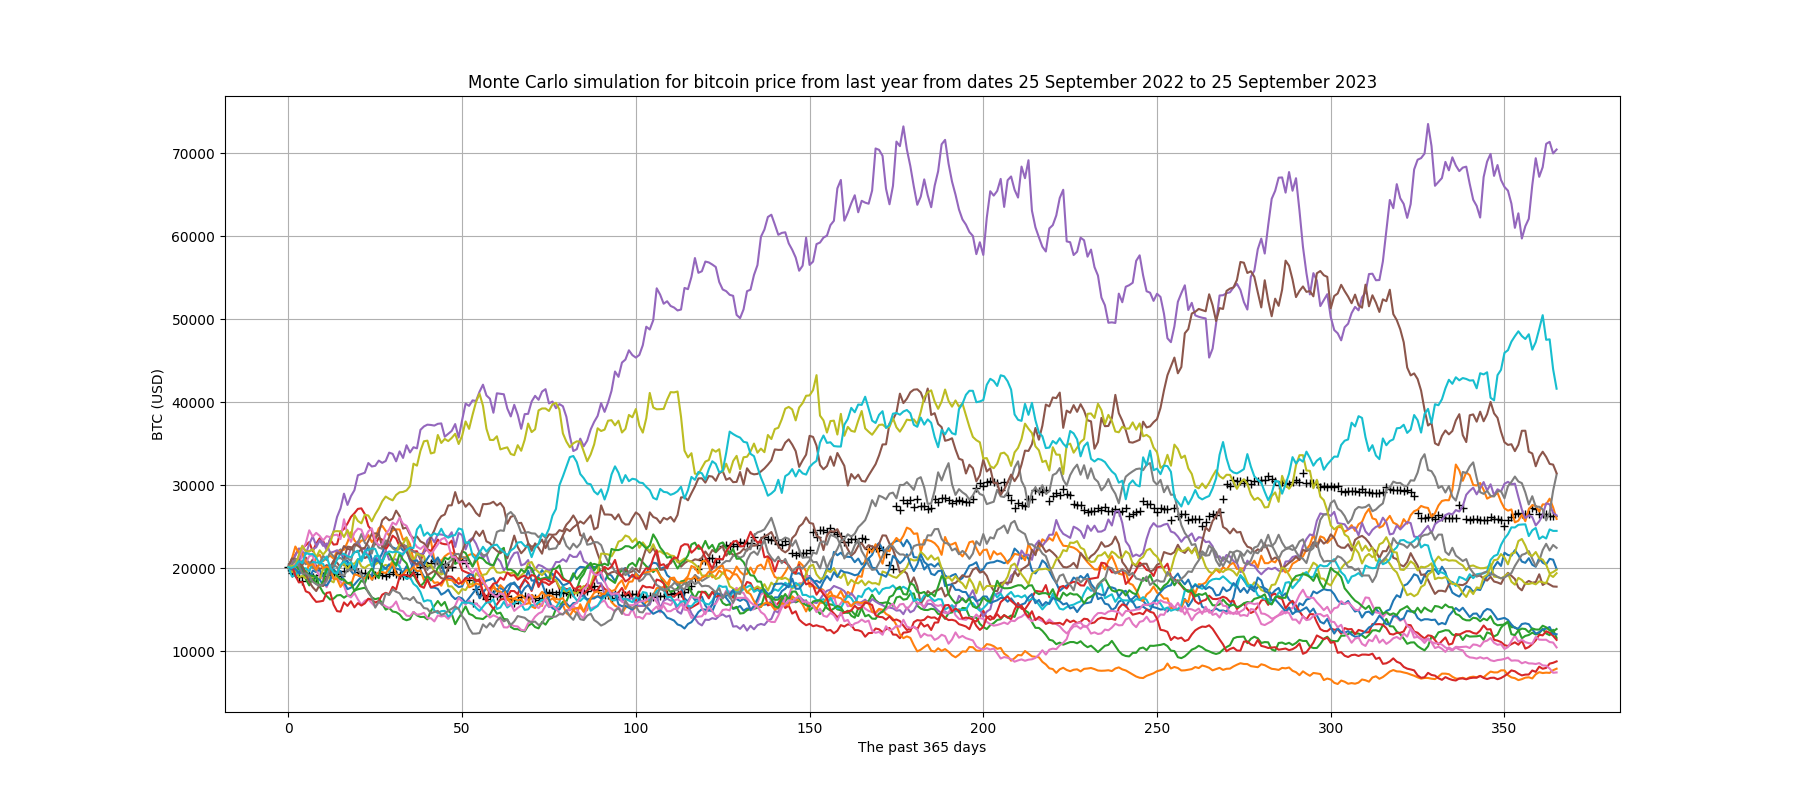 Monte Carlo simulation for bitcoin price from last year from dates 25 September 2022 to 25 September 2023
70000
60000
50000
40000
30000
20000
10000
BTC (USD)
0 50 100 150 200 250 300 350
The past 365 days